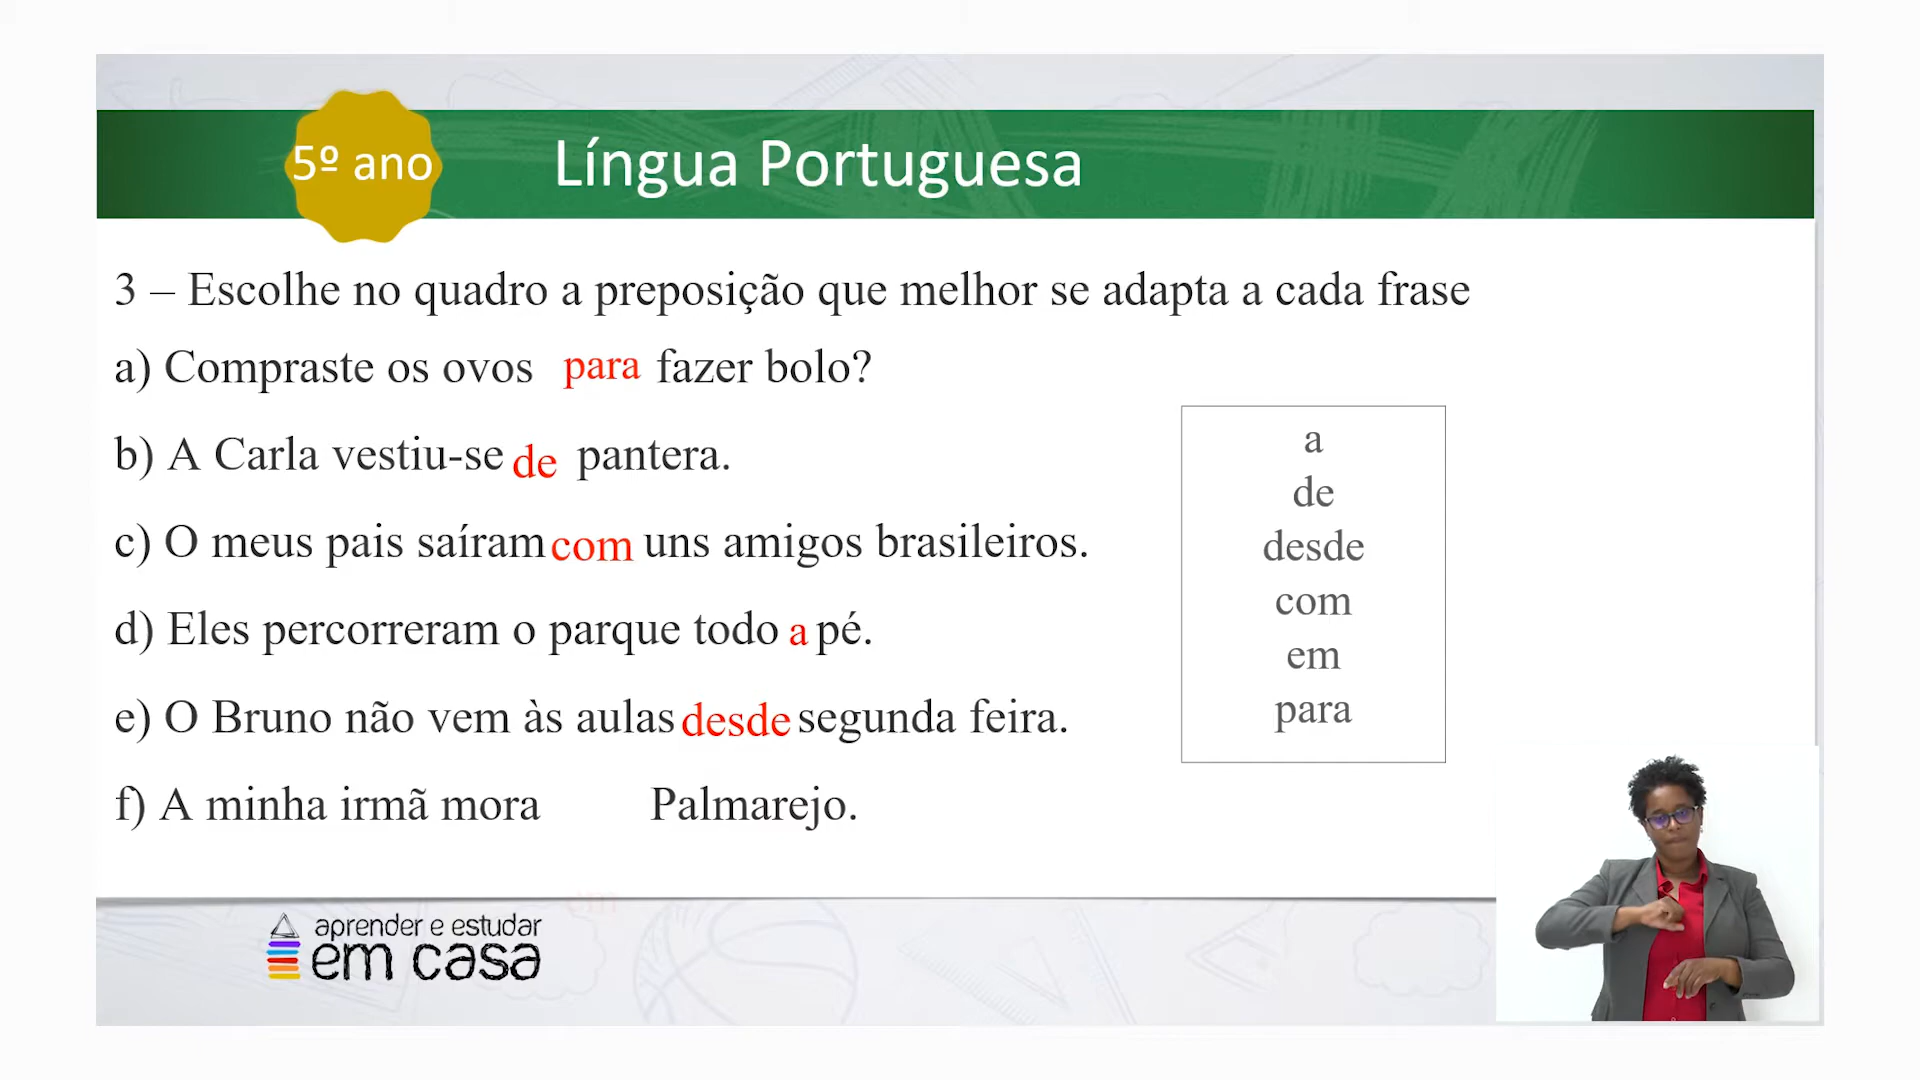 5º ano
Língua Portuguesa
3 – Escolhe no quadro a preposição que melhor se adapta a cada frase
a) Compraste os ovos para fazer bolo?
b) A Carla vestiu-se de pantera.
c) O meus pais saíram com uns amigos brasileiros.
d) Eles percorreram o parque todo a pé.
e) O Bruno não vem às aulas desde segunda feira.
f) A minha irmã mora Palmarejo.
a
de
desde
com
em
para
em
aprender e estudar
em casa